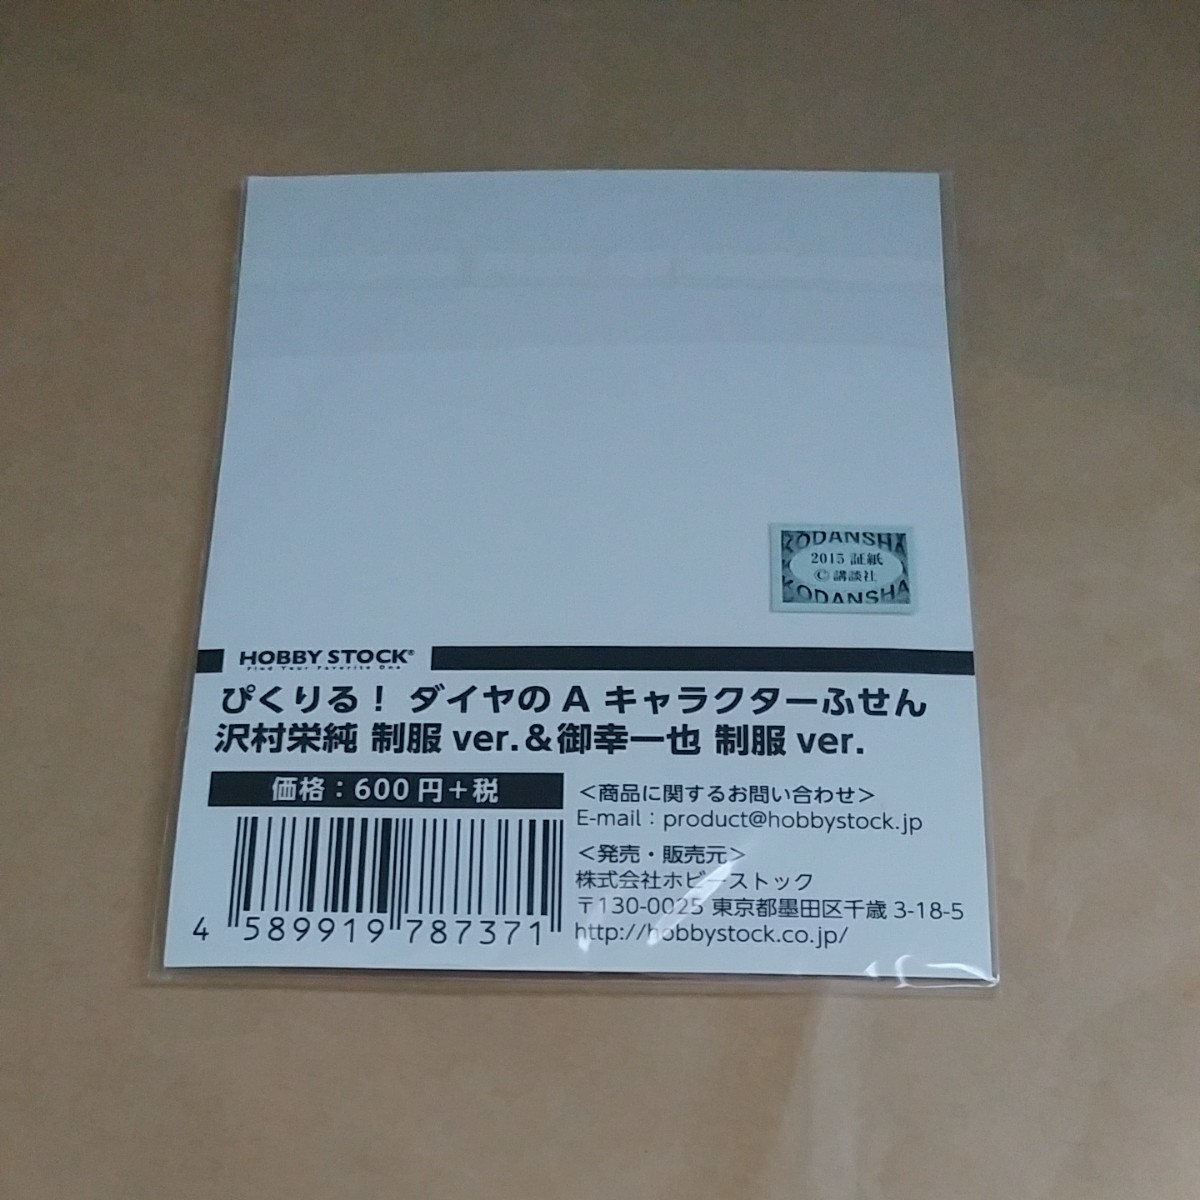 KODANSHA
2015 証紙
© 講談社
KODANSHA
HOBBY STOCK®
Find Your Favorite One
ぴくりる! ダイヤの A キャラクターふせん
沢村栄純 制服 ver.&御幸一也 制服 ver.
価格:600 円+税
4 589919 787371
<商品に関するお問い合わせ>
E-mail:product@hobbystock.jp
<発売・販売元>
株式会社ホビーストック
〒130-0025 東京都墨田区千歳 3-18-5
http://hobbystock.co.jp/